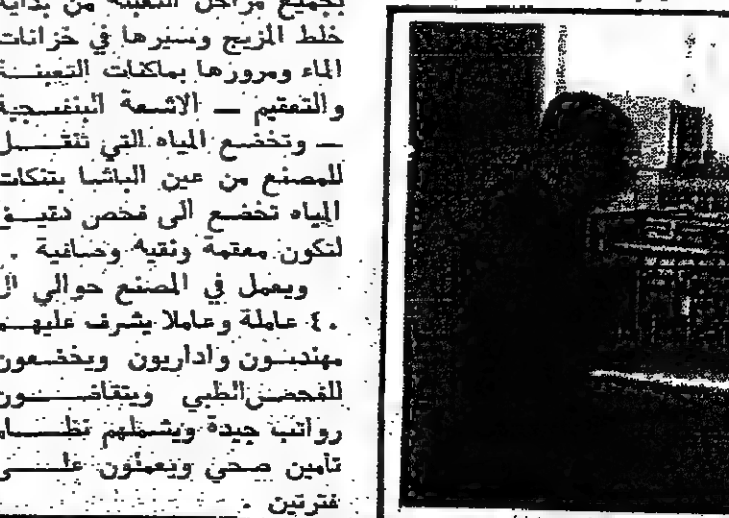 بجميع مراحل التعبئة من بداية
خلط المزيج وسيرها في خزانات
الماء ومرورها بماكنات التعبئة
والتعقيم — الاشعة البنفسجية
— وتخضع المياه التي تنقل
للمصنع من عين الباشا بتنكات
المياه تخضع الى فحص دقيق
لتكون معقمة ونقيه وصافية .
ويعمل في المصنع حوالي ال
٤٠ عاملة وعاملا يشرف عليهم
مهندسون واداريون ويخضعون
للفحص الطبي ويتقاضون
رواتب جيدة ويشملهم نظام
تأمين صحي ويعملون على
فترتين .